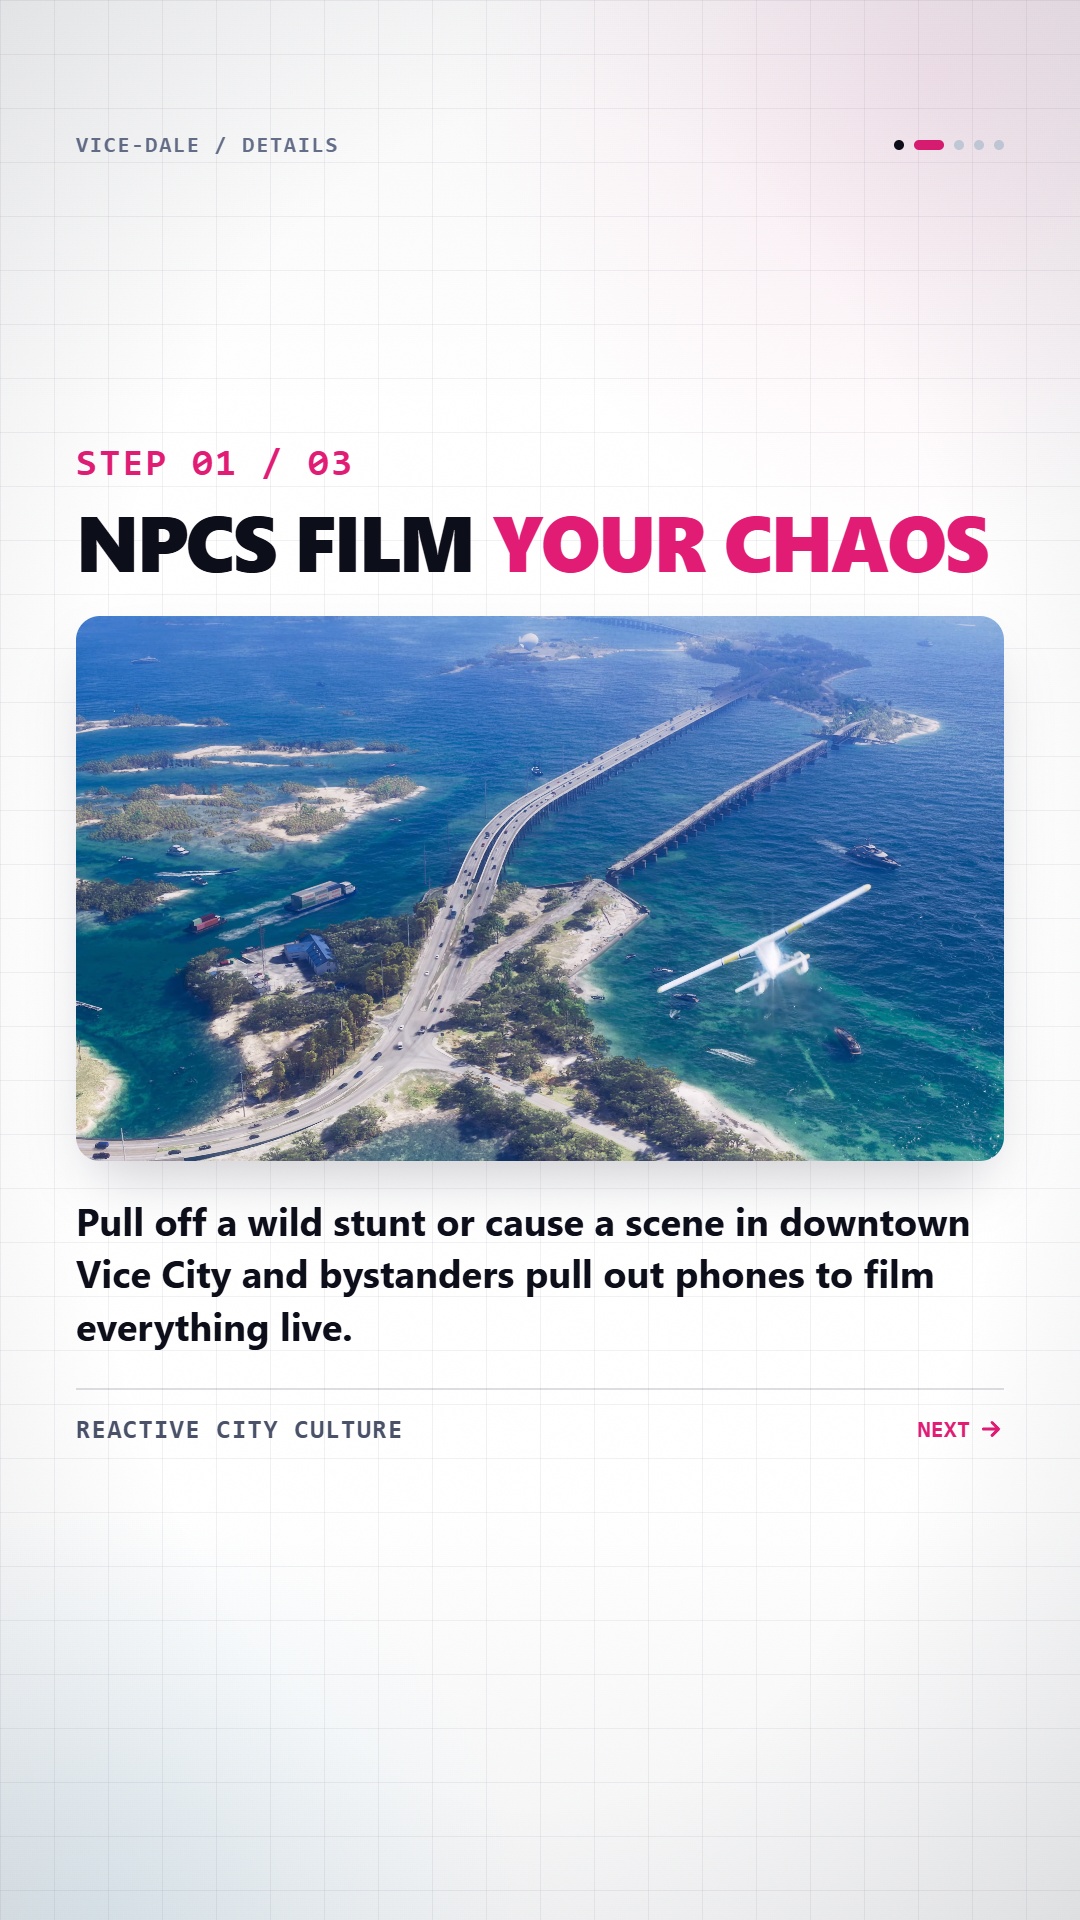 VICE-DALE / DETAILS
STEP 01 / 03
NPCS FILM YOUR CHAOS
Pull off a wild stunt or cause a scene in downtown
Vice City and bystanders pull out phones to film
everything live.
REACTIVE CITY CULTURE
NEXT →